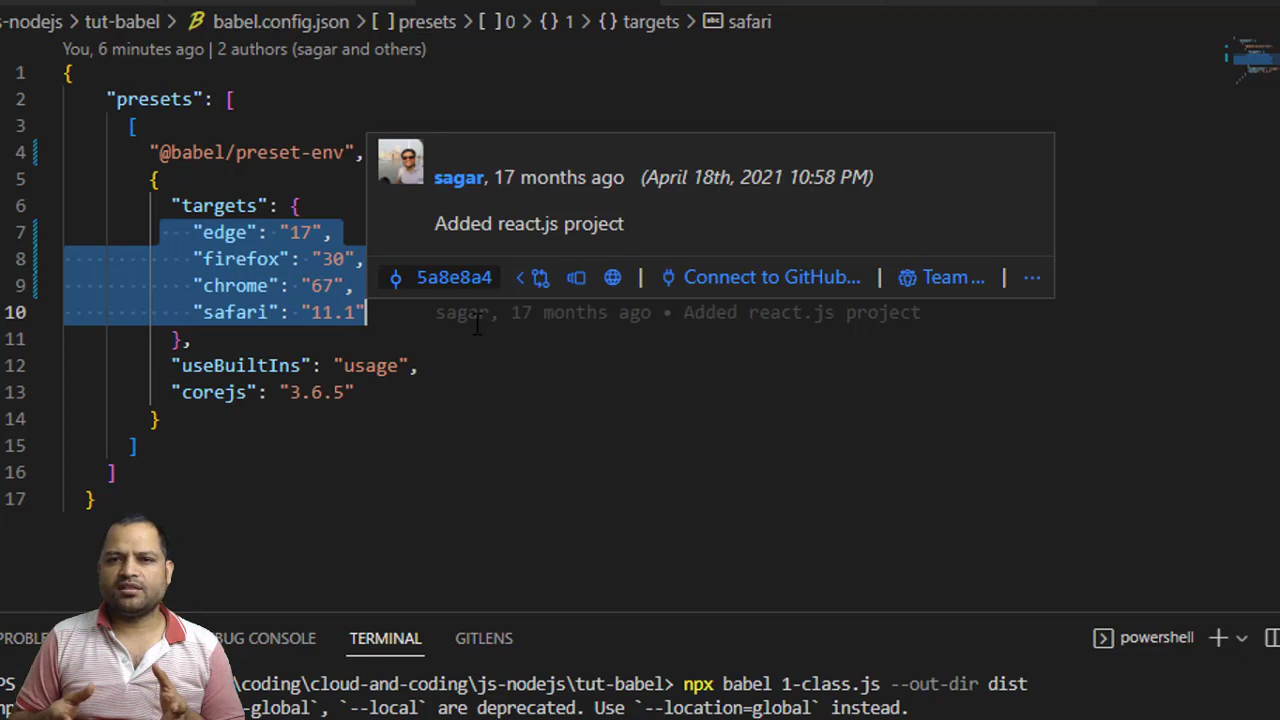 s-nodejs > tut-babel > babel.config.json > [ ] presets > [ ] 0 > { } 1 > { } targets > abc safari
You, 6 minutes ago | 2 authors (sagar and others)
1 {
2 "presets": [
3 [
4 "@babel/preset-env",
5 {
6 "targets": {
7 "edge": "17",
8 "firefox": "30",
9 "chrome": "67",
10 "safari": "11.1"
sagar, 17 months ago • Added react.js project
11 },
12 "useBuiltIns": "usage",
13 "corejs": "3.6.5"
14 }
15 ]
16 ]
17 }
sagar, 17 months ago (April 18th, 2021 10:58 PM)
Added react.js project
5a8e8a4 | Connect to GitHub... | Team... | ...
PROBLE BUG CONSOLE TERMINAL GITLENS powershell
PS \coding\cloud-and-coding\js-nodejs\tut-babel> npx babel 1-class.js --out-dir dist
-global`, `--local` are deprecated. Use `--location=global` instead.